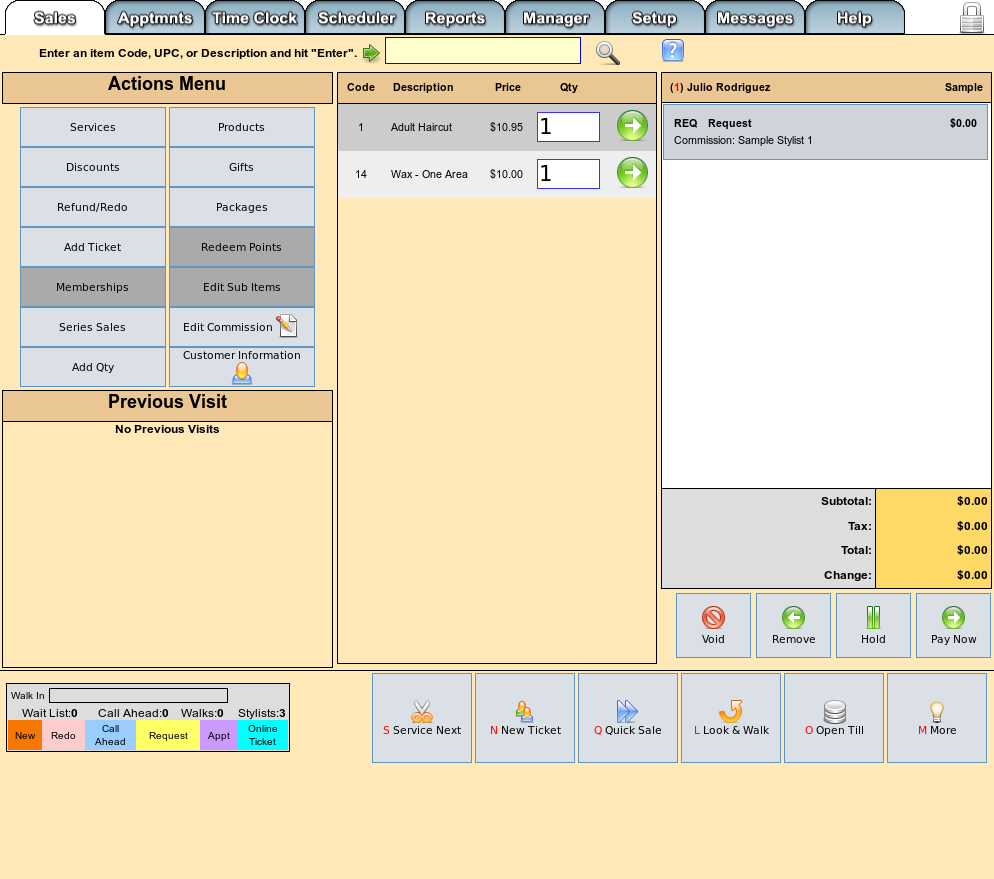 Sales Apptmnts Time Clock Scheduler Reports Manager Setup Messages Help
Enter an item Code, UPC, or Description and hit "Enter". ?
Actions Menu
Services Products
Discounts Gifts
Refund/Redo Packages
Add Ticket Redeem Points
Memberships Edit Sub Items
Series Sales Edit Commission
Add Qty Customer Information
Previous Visit
No Previous Visits
Code Description Price Qty
1 Adult Haircut $10.95 1
14 Wax - One Area $10.00 1
(1) Julio Rodriguez Sample
REQ Request $0.00
Commission: Sample Stylist 1
Subtotal: $0.00
Tax: $0.00
Total: $0.00
Change: $0.00
Void Remove Hold Pay Now
Walk In
Wait List:0 Call Ahead:0 Walks:0 Stylists:3
New Redo Call Ahead Request Appt Online Ticket
S Service Next N New Ticket Q Quick Sale L Look & Walk O Open Till M More